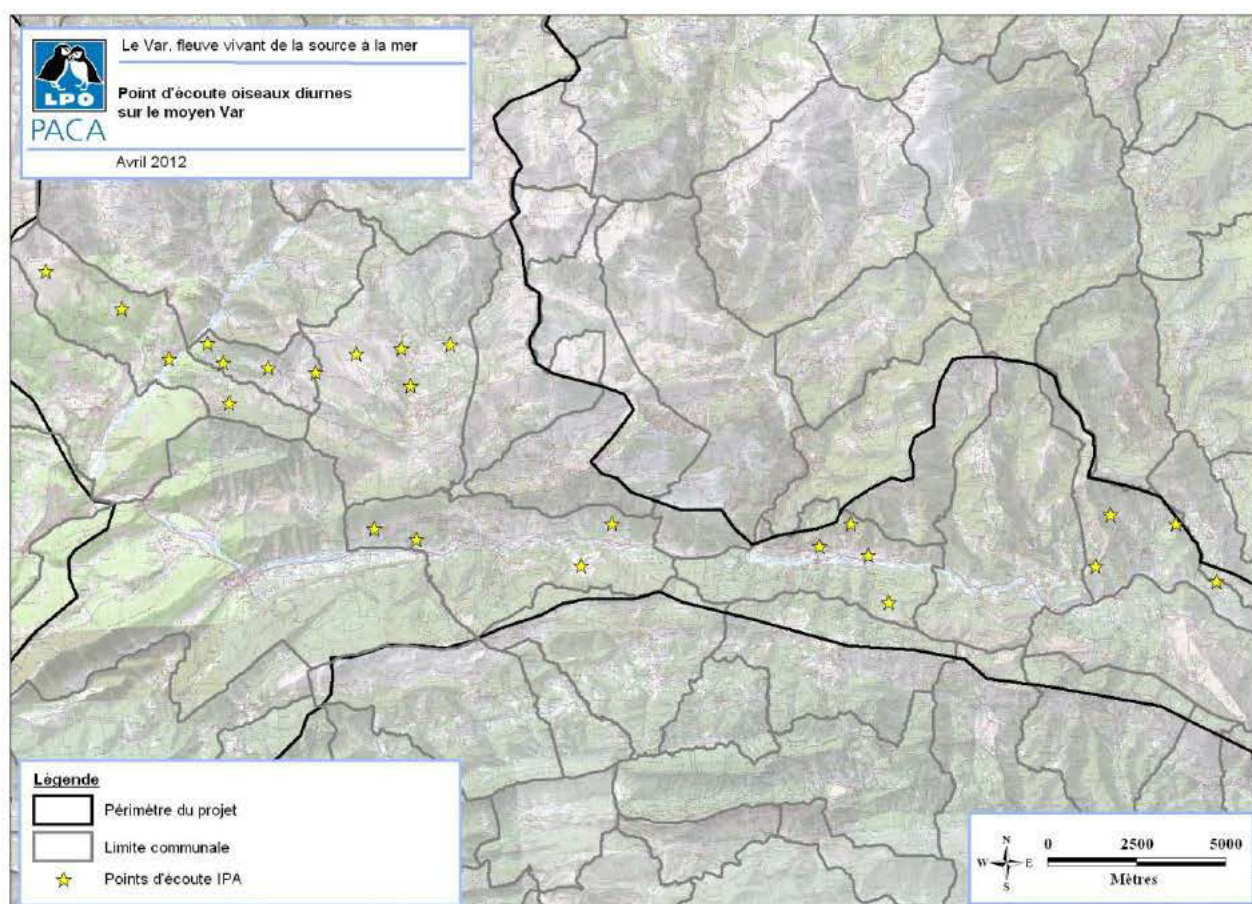 Le Var, fleuve vivant de la source à la mer
Point d'écoute oiseaux diurnes
sur le moyen Var
LPO
PACA
Avril 2012
Légende
Périmètre du projet
Limite communale
Points d'écoute IPA
N
W E
S
0 2500 5000
Mètres